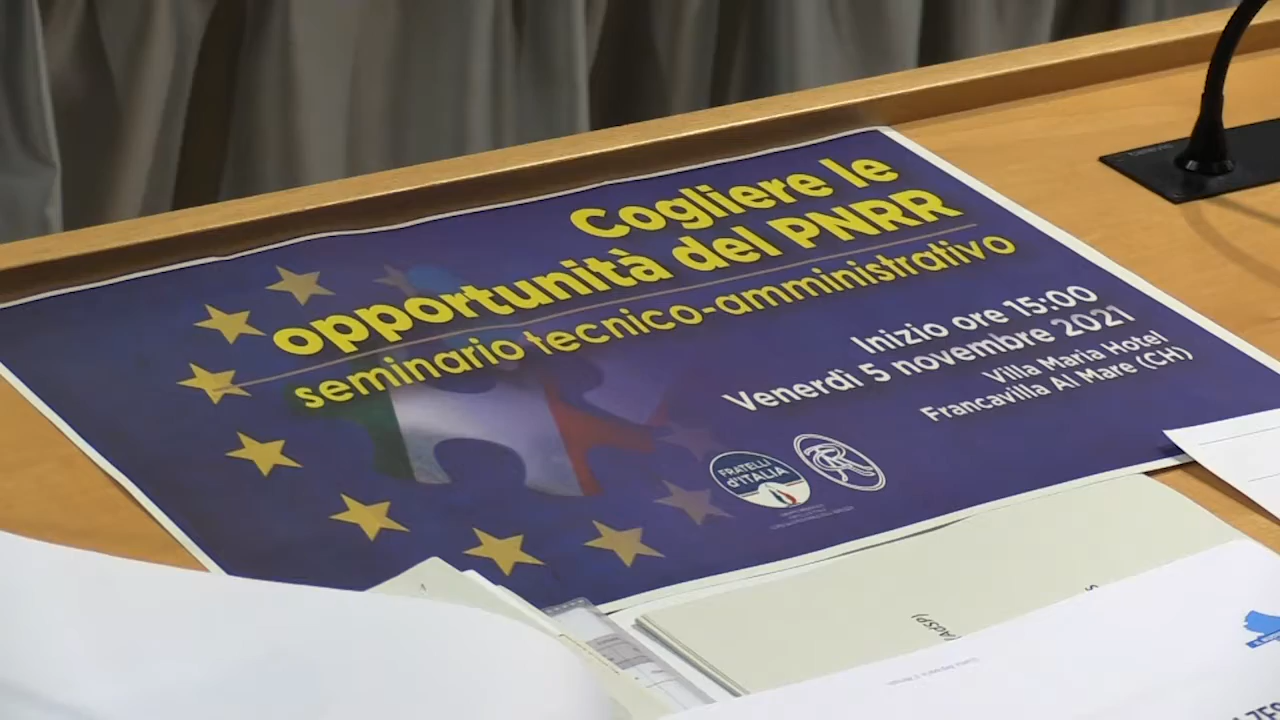 Cogliere le
opportunità del PNRR
seminario tecnico-amministrativo
Inizio ore 15:00
Venerdì 5 novembre 2021
Villa Maria Hotel
Francavilla Al Mare (CH)
FRATELLI
d'ITALIA
(AdSP)